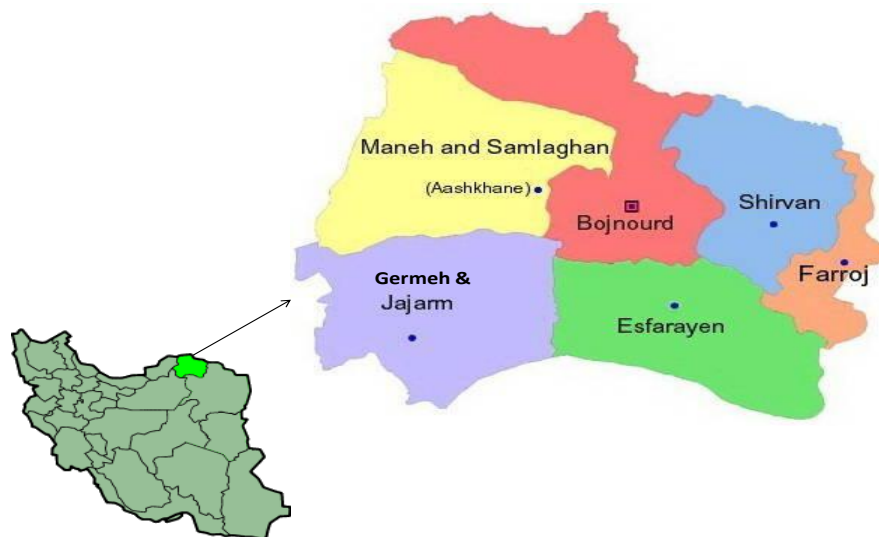 Maneh and Samlaghan
(Aashkhane)
Bojnourd
Shirvan
Farroj
Germeh &
Jajarm
Esfarayen